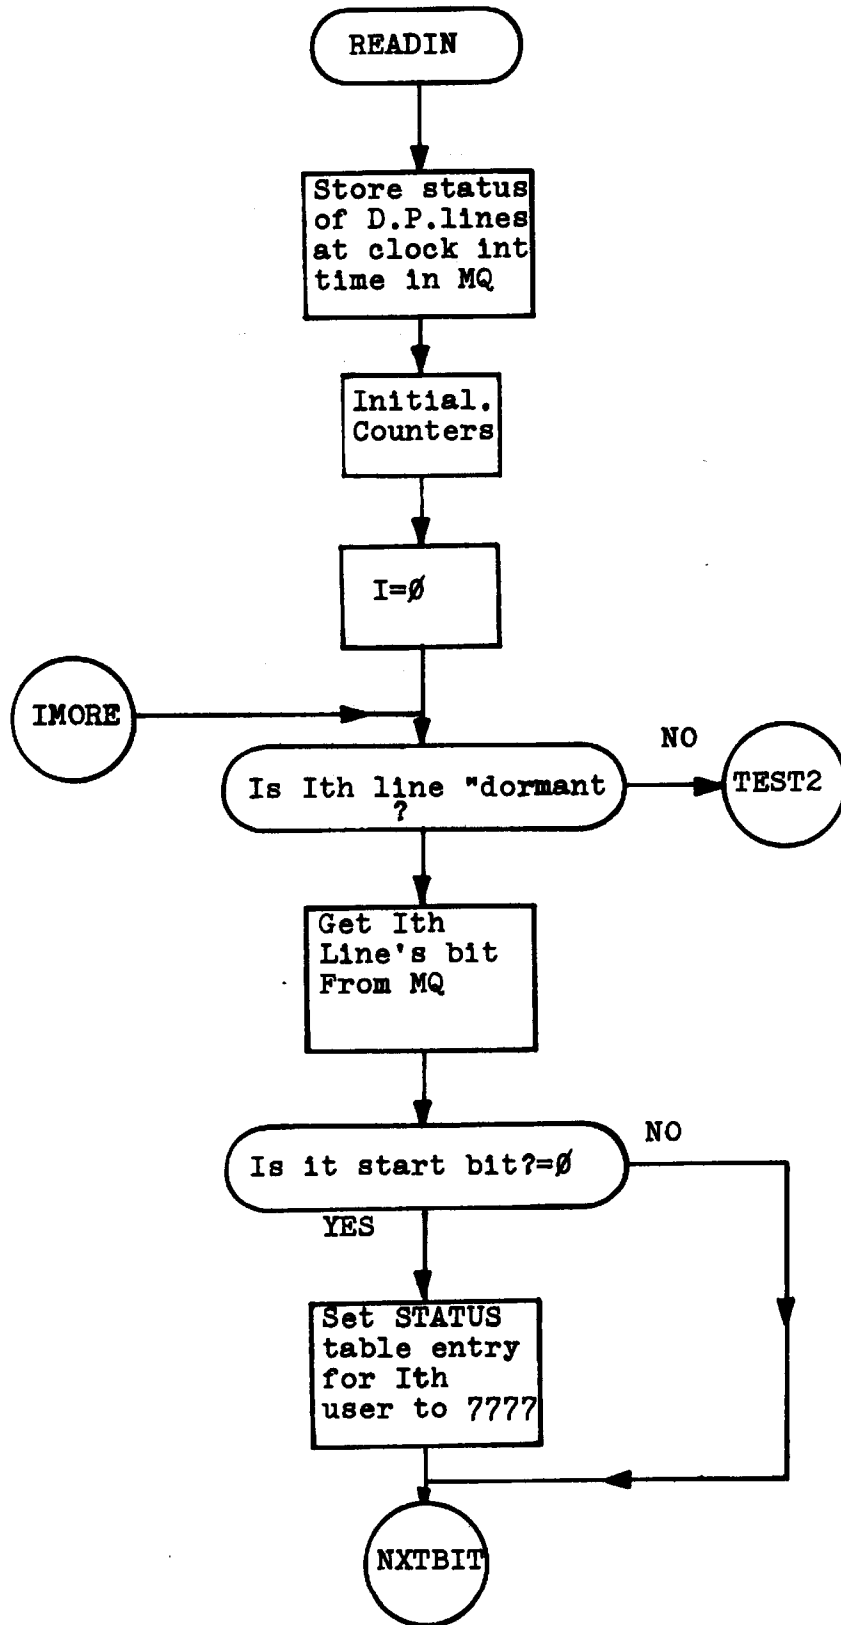 READIN
Store status
of D.P.lines
at clock int
time in MQ
Initial.
Counters
I=Ø
IMORE
Is Ith line "dormant
?
NO
TEST2
Get Ith
Line's bit
From MQ
Is it start bit?=Ø
NO
YES
Set STATUS
table entry
for Ith
user to 7777
NXTBIT